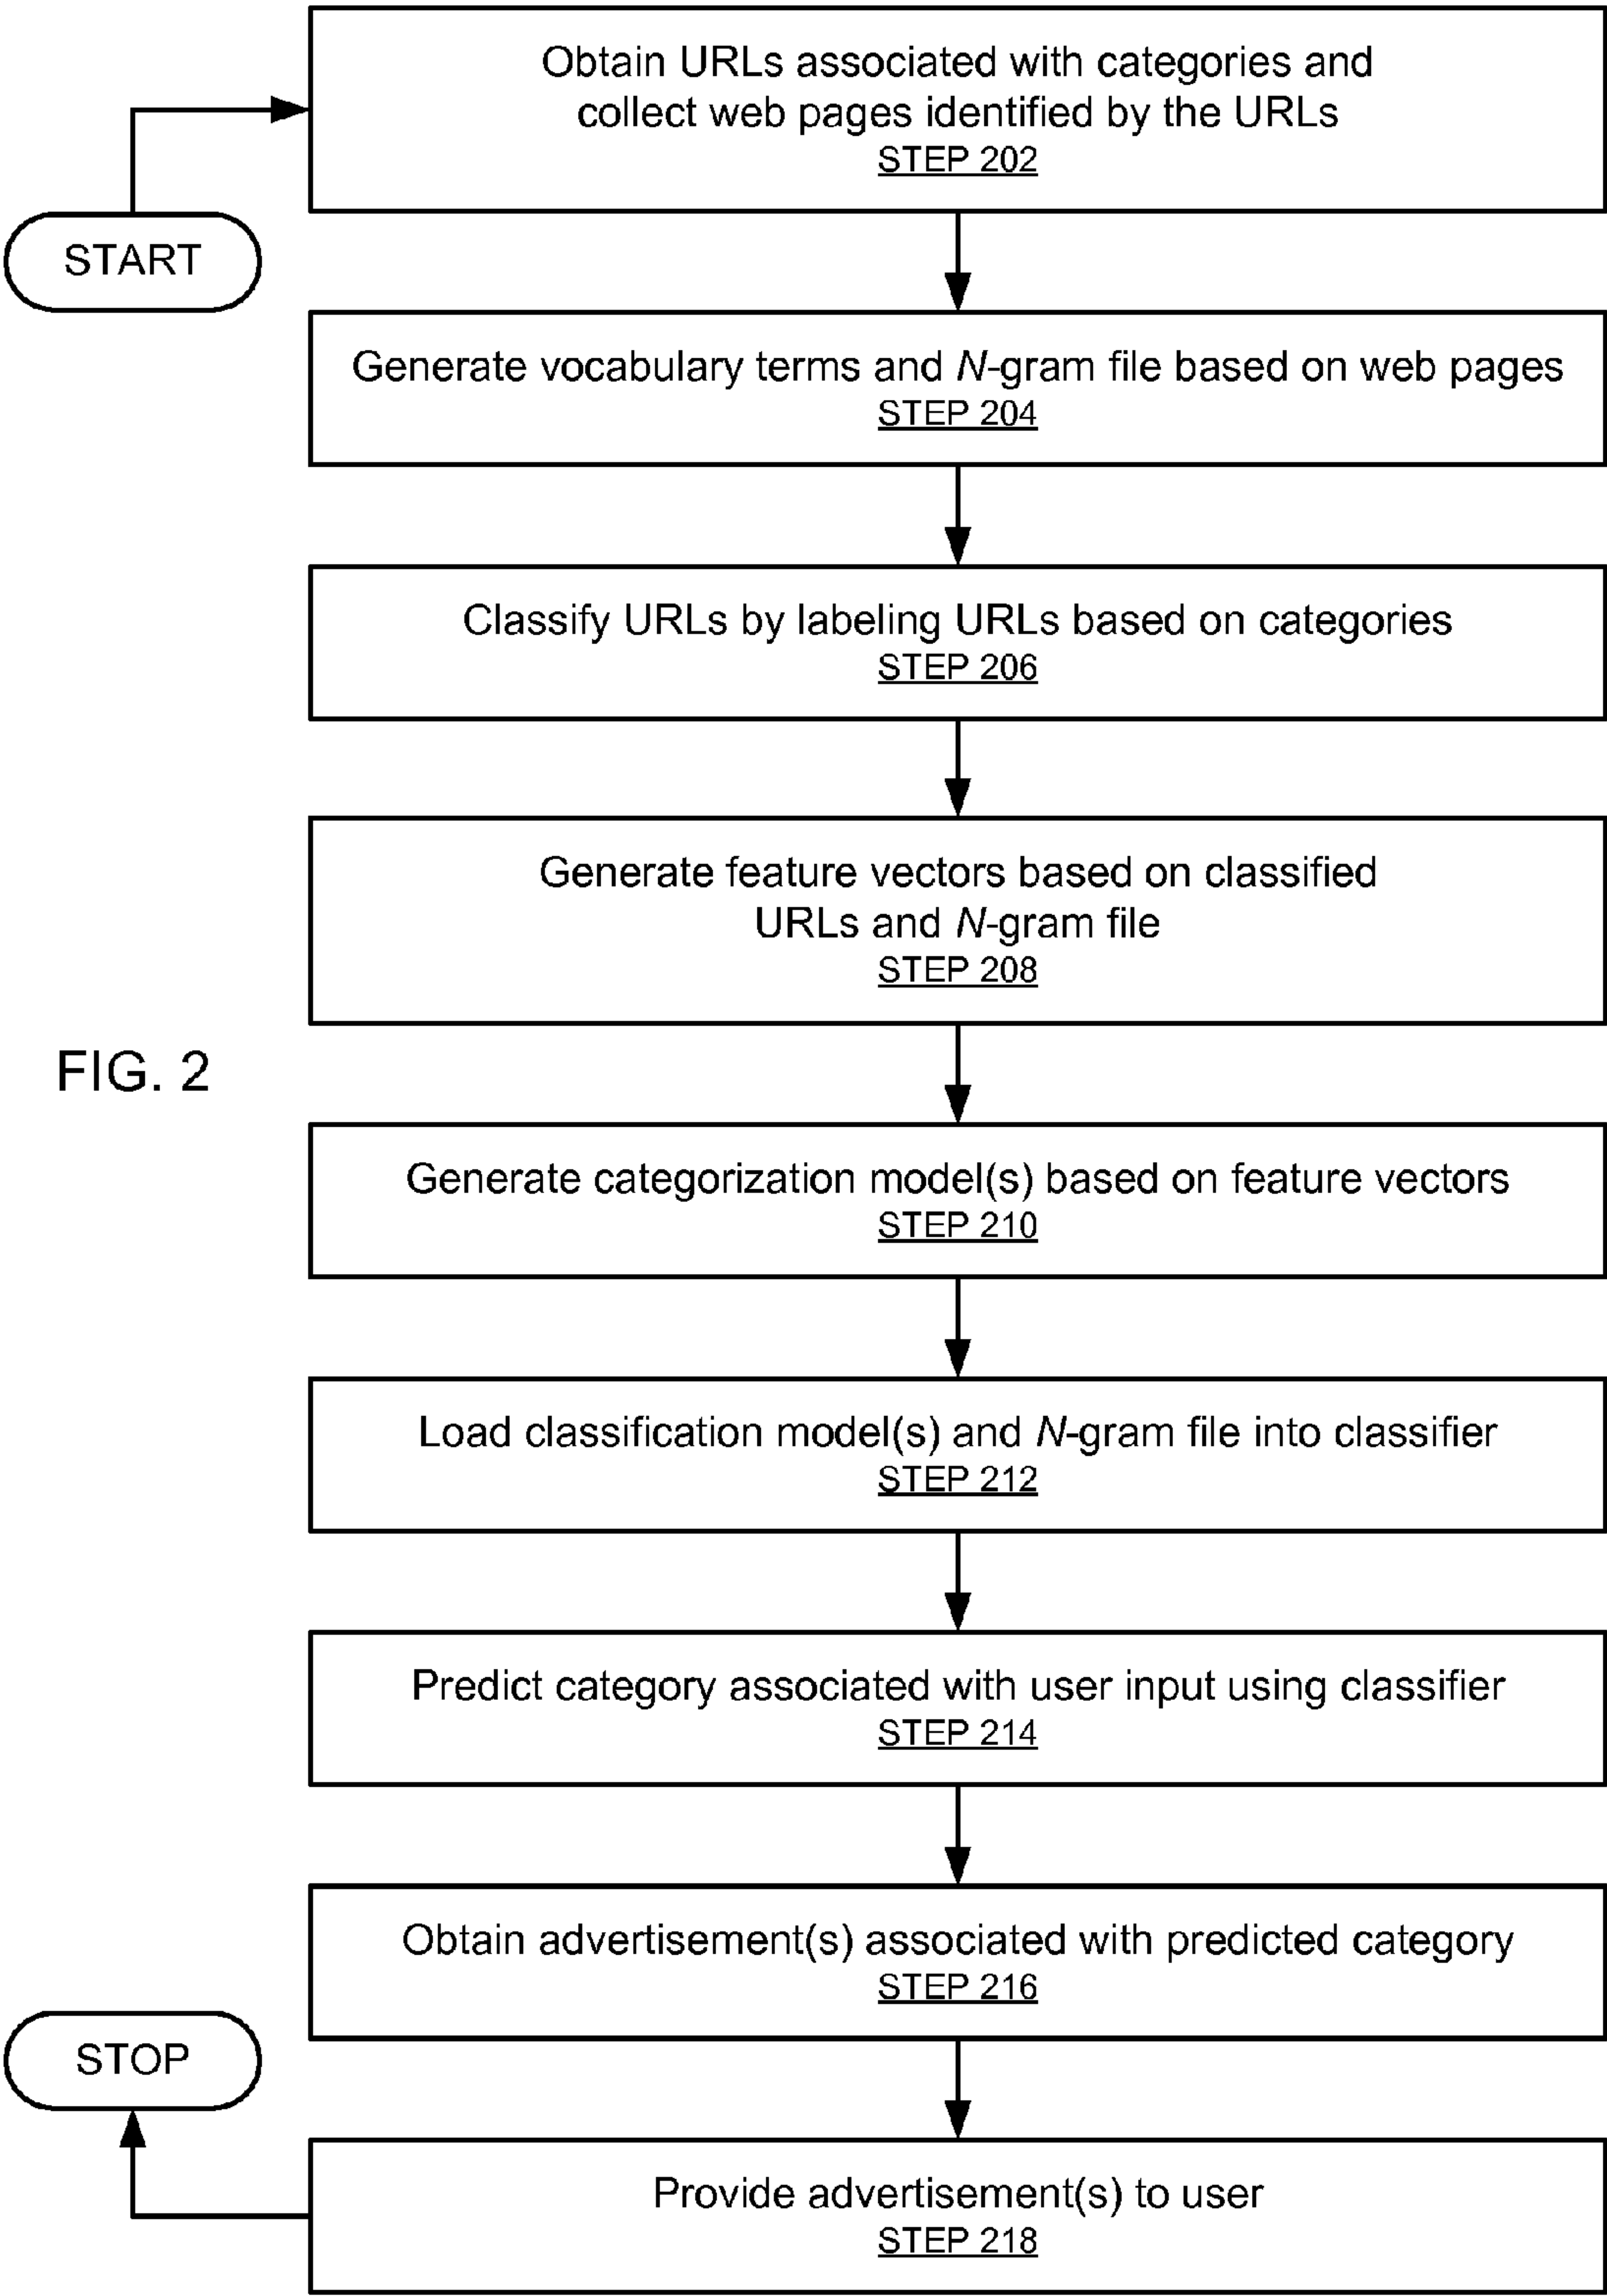 Obtain URLs associated with categories and
collect web pages identified by the URLs
STEP 202
START
Generate vocabulary terms and N-gram file based on web pages
STEP 204
Classify URLs by labeling URLs based on categories
STEP 206
Generate feature vectors based on classified
URLs and N-gram file
STEP 208
FIG. 2
Generate categorization model(s) based on feature vectors
STEP 210
Load classification model(s) and N-gram file into classifier
STEP 212
Predict category associated with user input using classifier
STEP 214
Obtain advertisement(s) associated with predicted category
STEP 216
STOP
Provide advertisement(s) to user
STEP 218